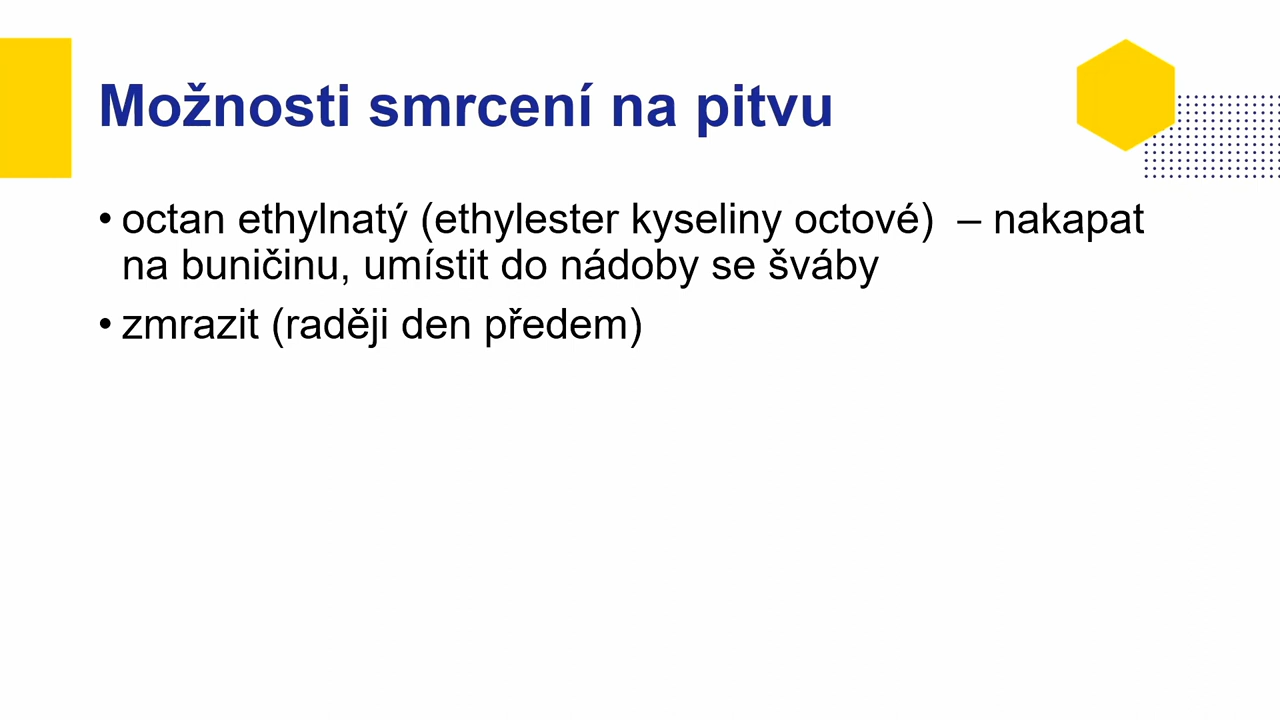 Možnosti smrcení na pitvu
• octan ethylnatý (ethylester kyseliny octové)  – nakapat
na buničinu, umístit do nádoby se šváby
• zmrazit (raději den předem)